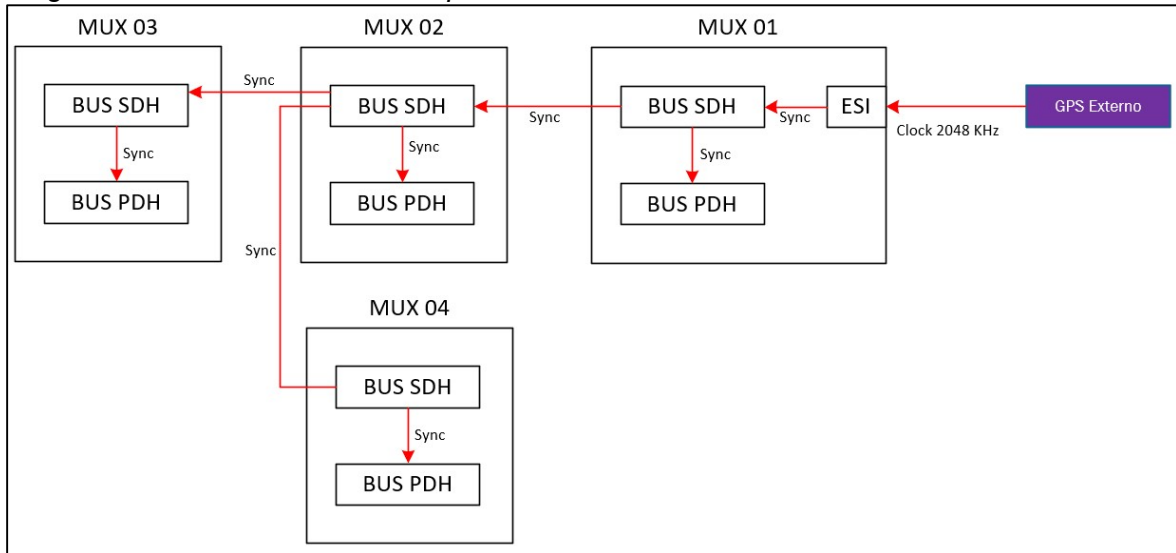 MUX 03
MUX 02
MUX 01
Sync
BUS SDH
BUS SDH
Sync
BUS SDH
Sync
ESI
Clock 2048 KHz
GPS Externo
Sync
Sync
Sync
BUS PDH
BUS PDH
BUS PDH
Sync
MUX 04
BUS SDH
Sync
BUS PDH